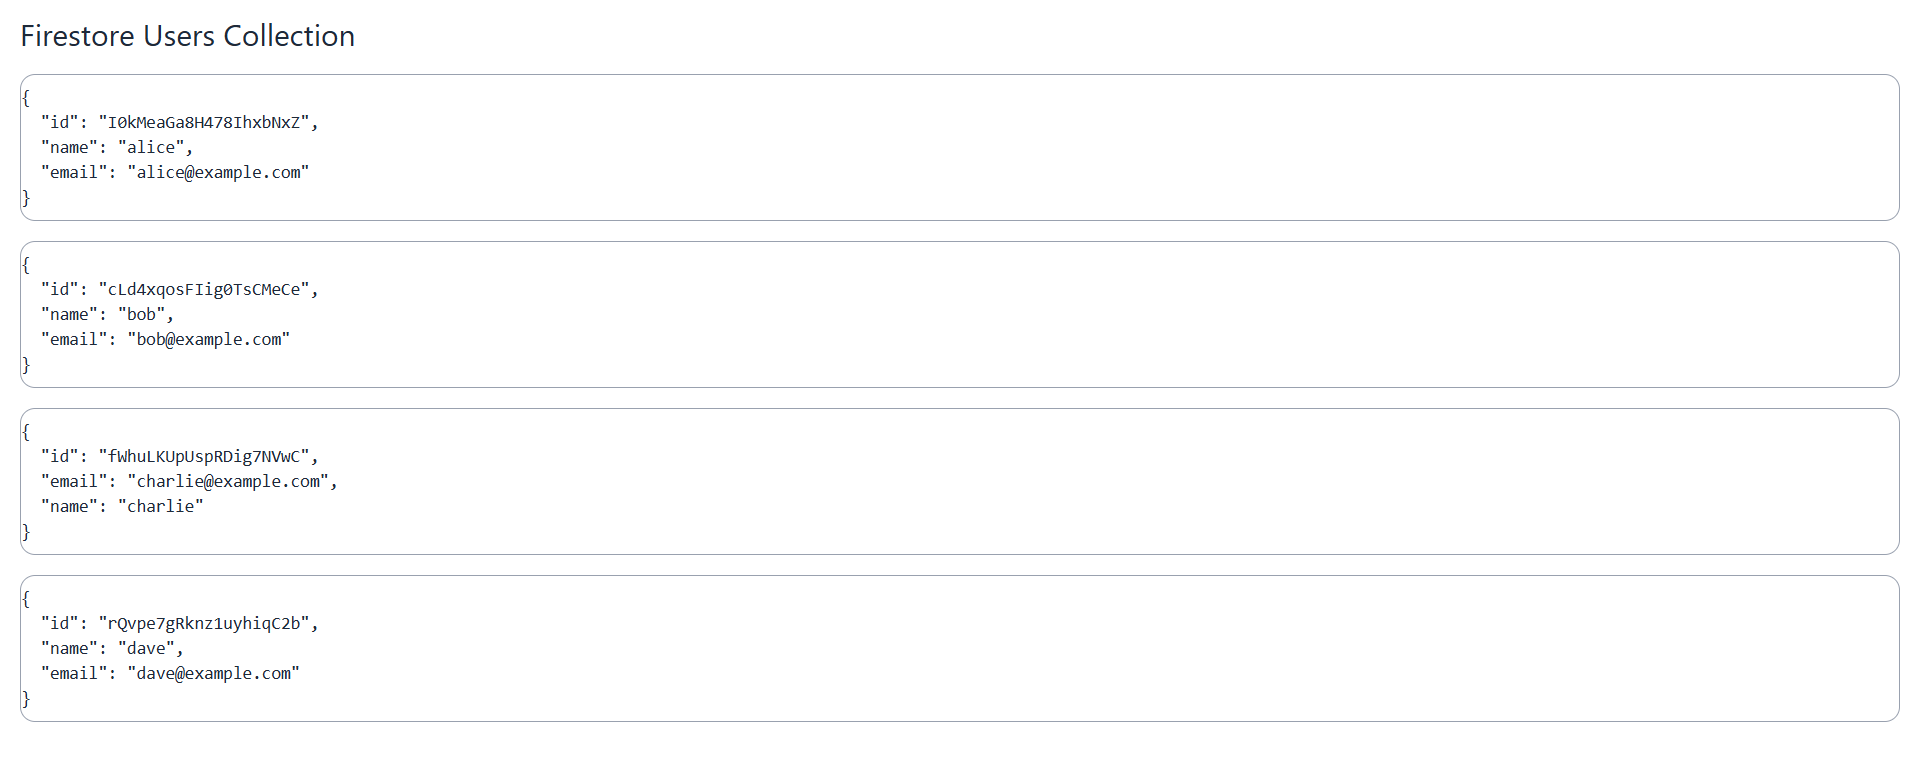 Firestore Users Collection
{
  "id": "I0kMeaGa8H478IhxbNxZ",
  "name": "alice",
  "email": "alice@example.com"
}
{
  "id": "cLd4xqosFIig0TsCMeCe",
  "name": "bob",
  "email": "bob@example.com"
}
{
  "id": "fWhuLKUpUspRDig7NVwC",
  "email": "charlie@example.com",
  "name": "charlie"
}
{
  "id": "rQvpe7gRknz1uyhiqC2b",
  "name": "dave",
  "email": "dave@example.com"
}